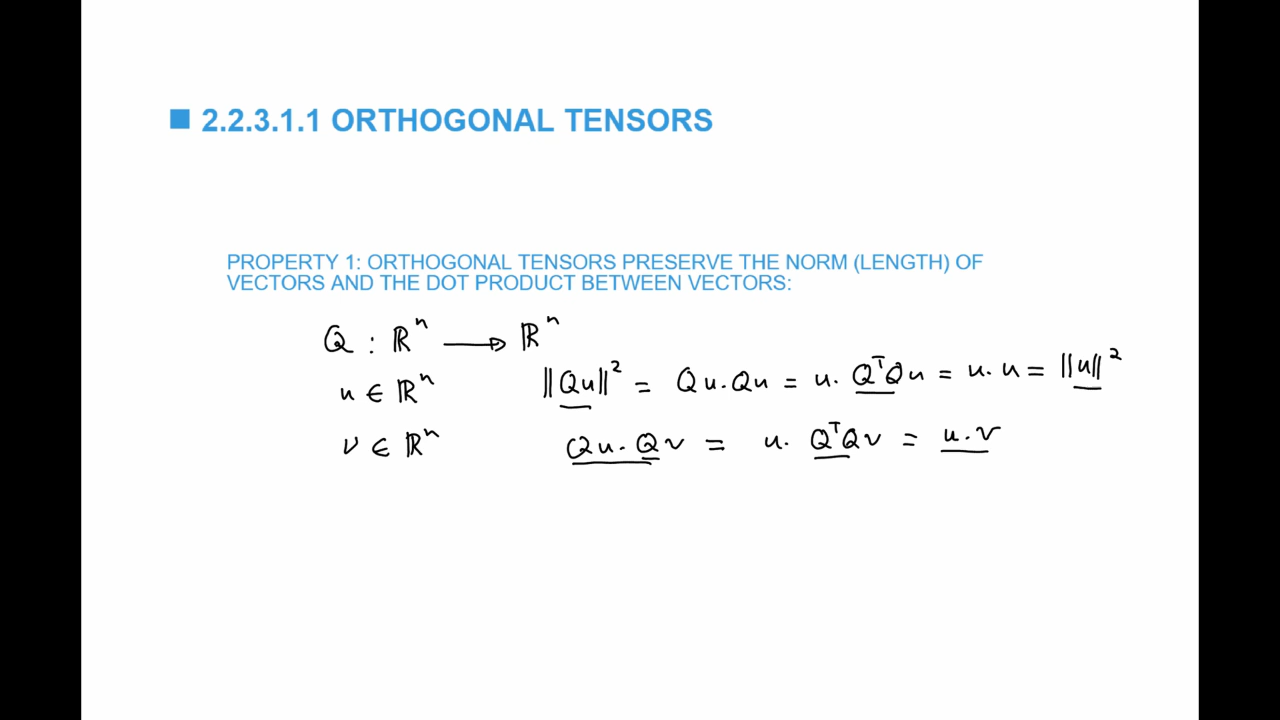 2.2.3.1.1 ORTHOGONAL TENSORS
PROPERTY 1: ORTHOGONAL TENSORS PRESERVE THE NORM (LENGTH) OF
VECTORS AND THE DOT PRODUCT BETWEEN VECTORS:
Q : ℝⁿ ⟶ ℝⁿ
u ∈ ℝⁿ
||Qu||² = Qu.Qu = u. QᵀQu = u.u = ||u||²
v ∈ ℝⁿ
Qu.Qv = u. QᵀQv = u.v